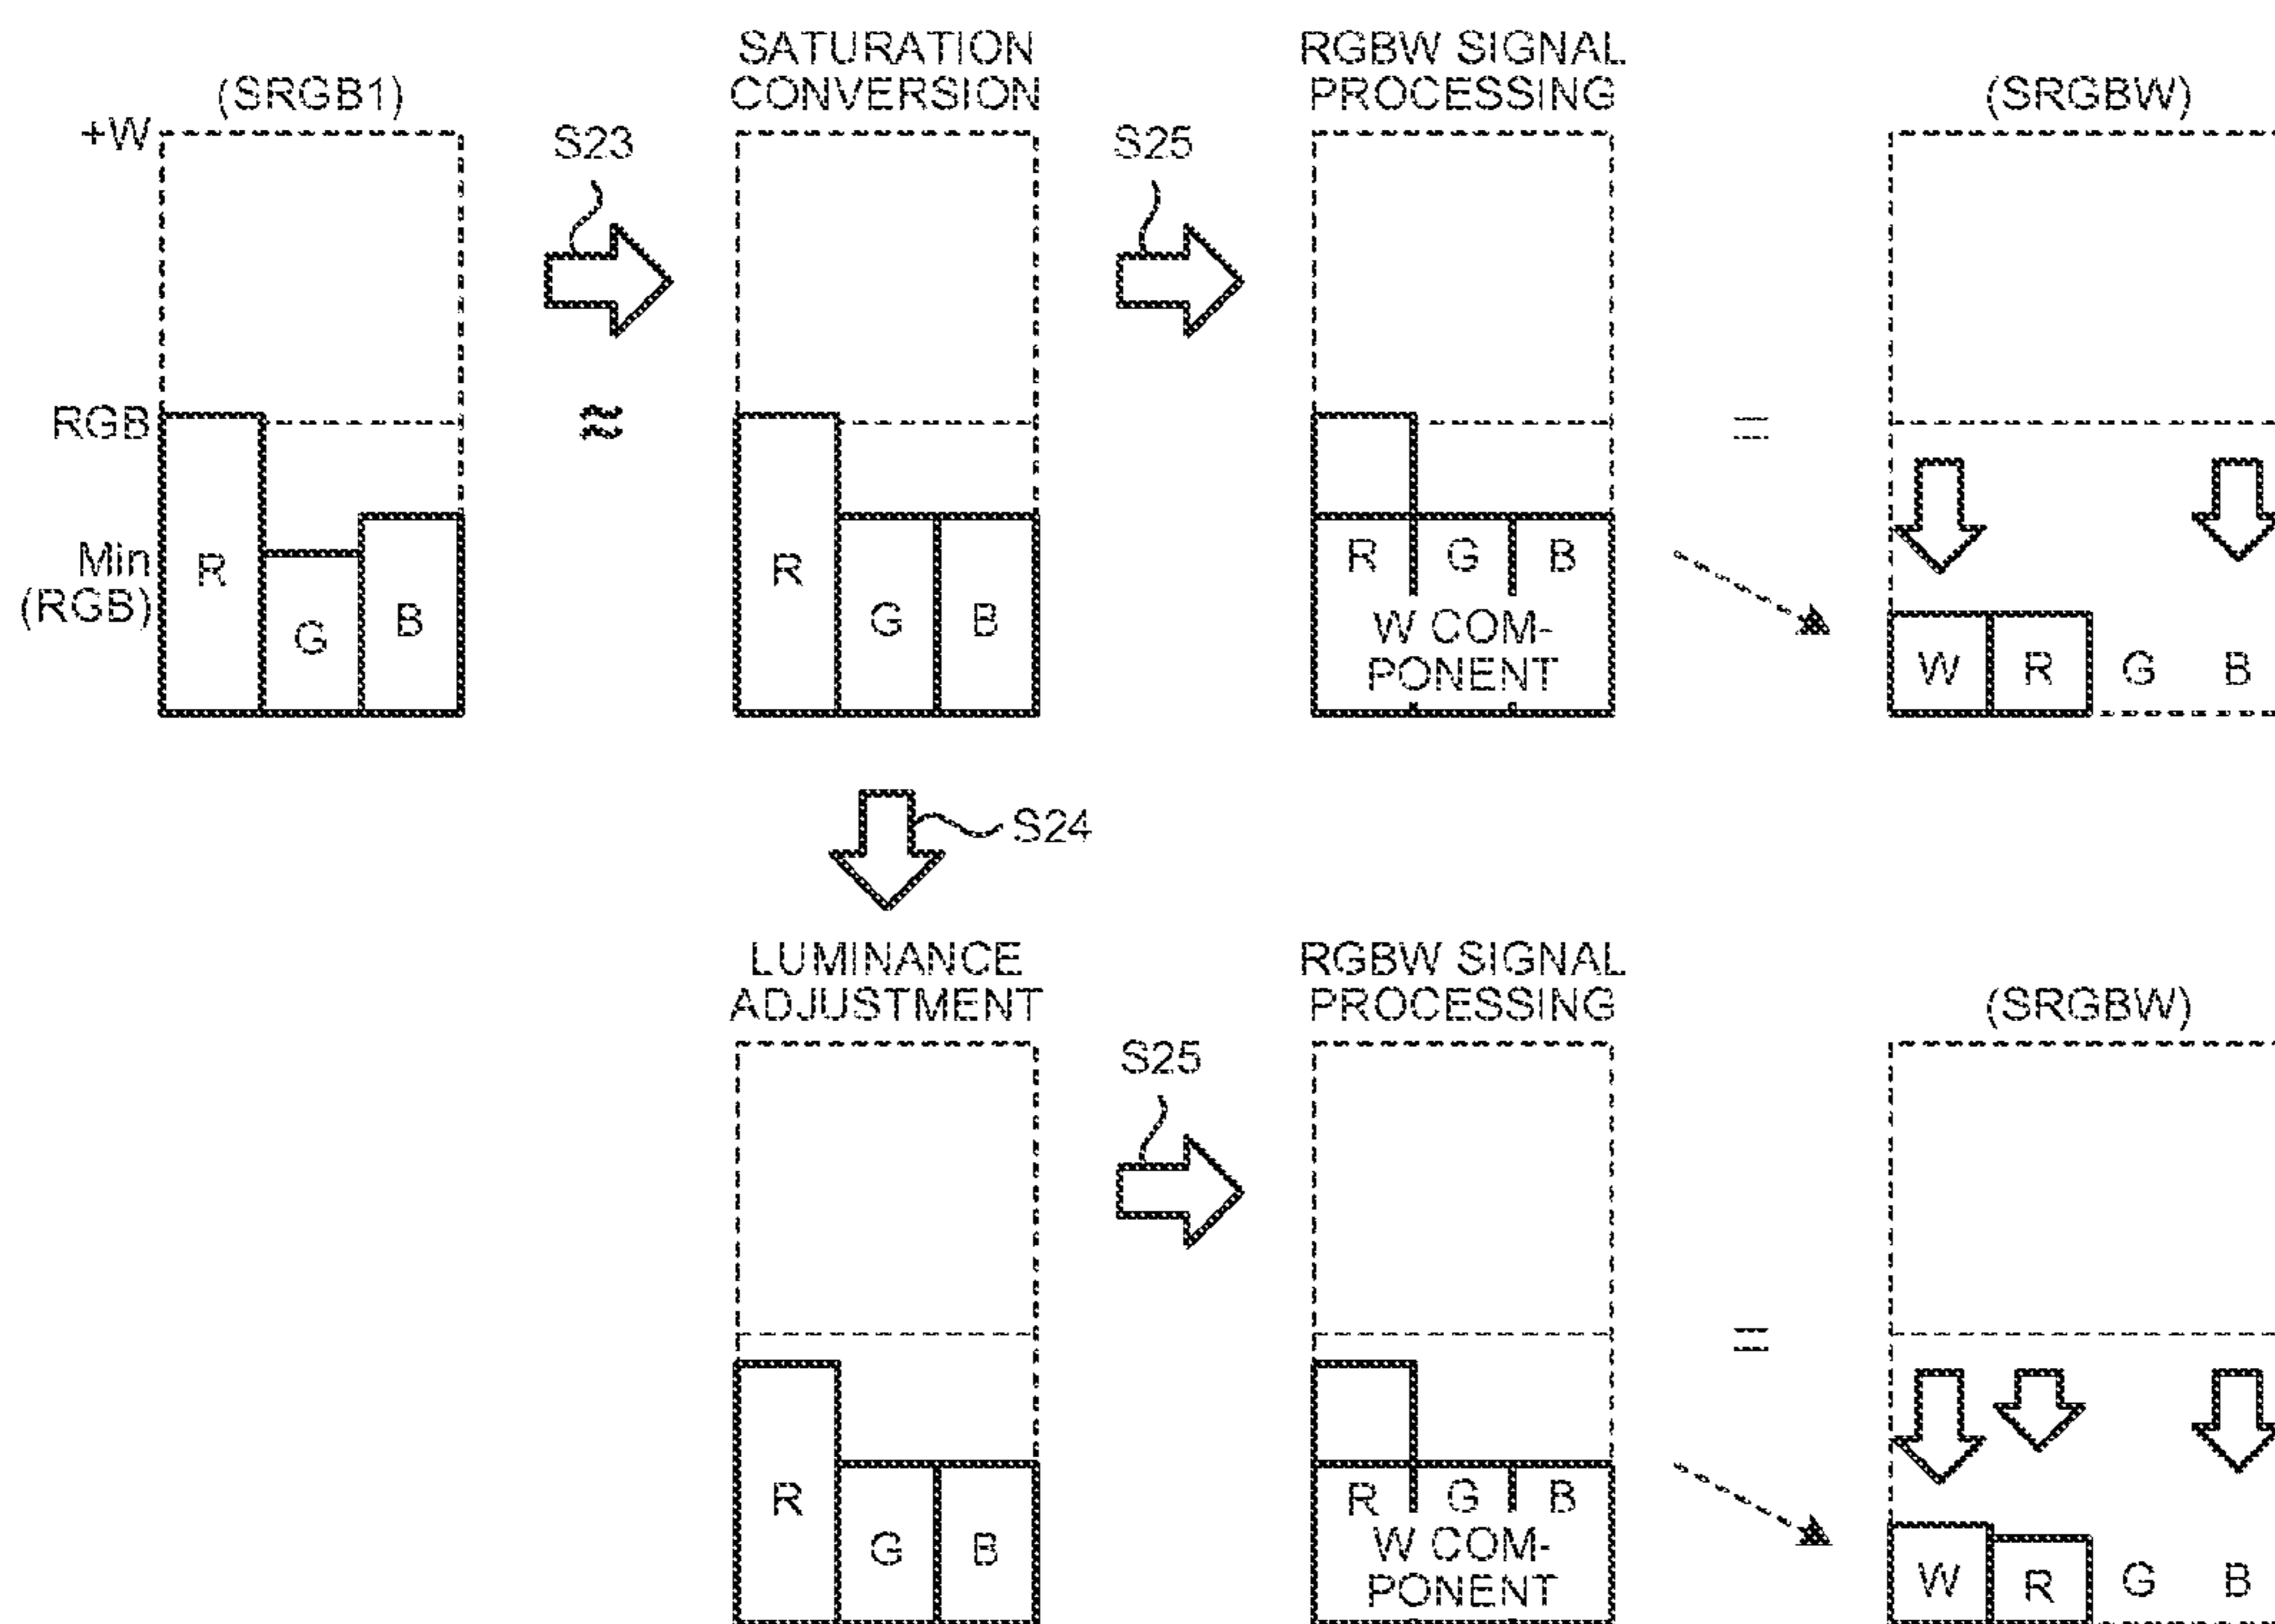 (SRGB1)
SATURATION
CONVERSION
RGBW SIGNAL
PROCESSING
(SRGBW)
+W
S23
S25
RGB
≈
=
Min
(RGB)
R
G
B
R
G
B
R
G
B
W COM-
PONENT
W
R
G
B
S24
LUMINANCE
ADJUSTMENT
RGBW SIGNAL
PROCESSING
(SRGBW)
S25
=
R
G
B
R
G
B
W COM-
PONENT
W
R
G
B